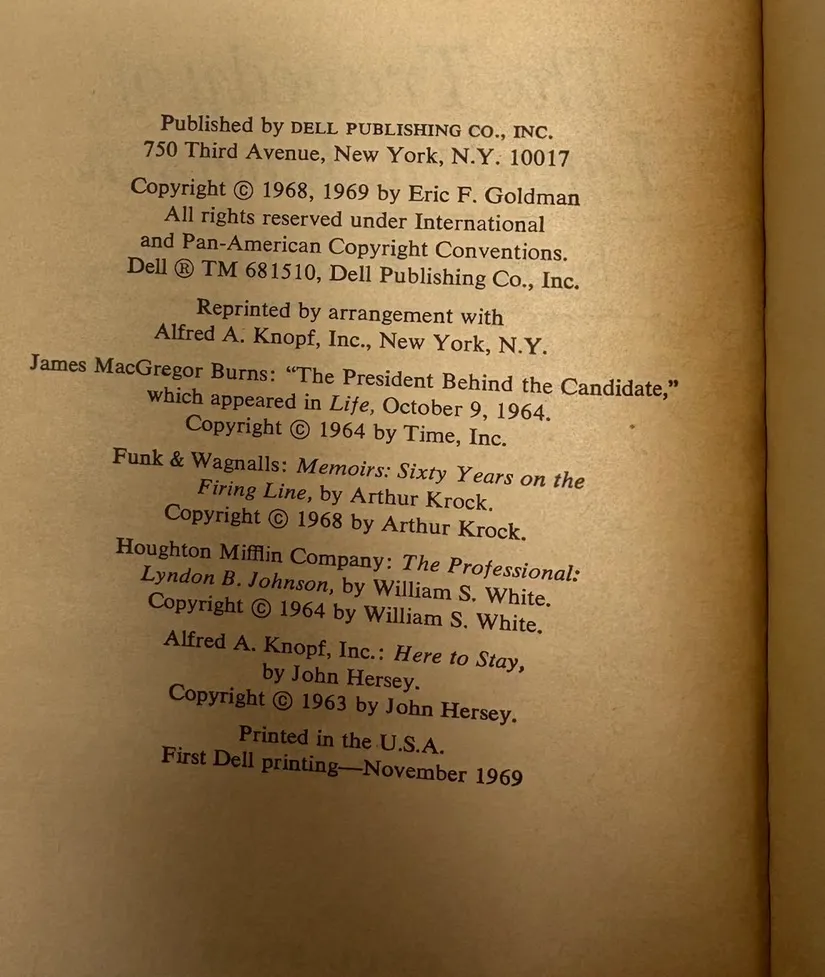 Published by DELL PUBLISHING CO., INC.
750 Third Avenue, New York, N.Y. 10017
Copyright © 1968, 1969 by Eric F. Goldman
All rights reserved under International
and Pan-American Copyright Conventions.
Dell ® TM 681510, Dell Publishing Co., Inc.
Reprinted by arrangement with
Alfred A. Knopf, Inc., New York, N.Y.
James MacGregor Burns: “The President Behind the Candidate,”
which appeared in Life, October 9, 1964.
Copyright © 1964 by Time, Inc.
Funk & Wagnalls: Memoirs: Sixty Years on the
Firing Line, by Arthur Krock.
Copyright © 1968 by Arthur Krock.
Houghton Mifflin Company: The Professional:
Lyndon B. Johnson, by William S. White.
Copyright © 1964 by William S. White.
Alfred A. Knopf, Inc.: Here to Stay,
by John Hersey.
Copyright © 1963 by John Hersey.
Printed in the U.S.A.
First Dell printing—November 1969